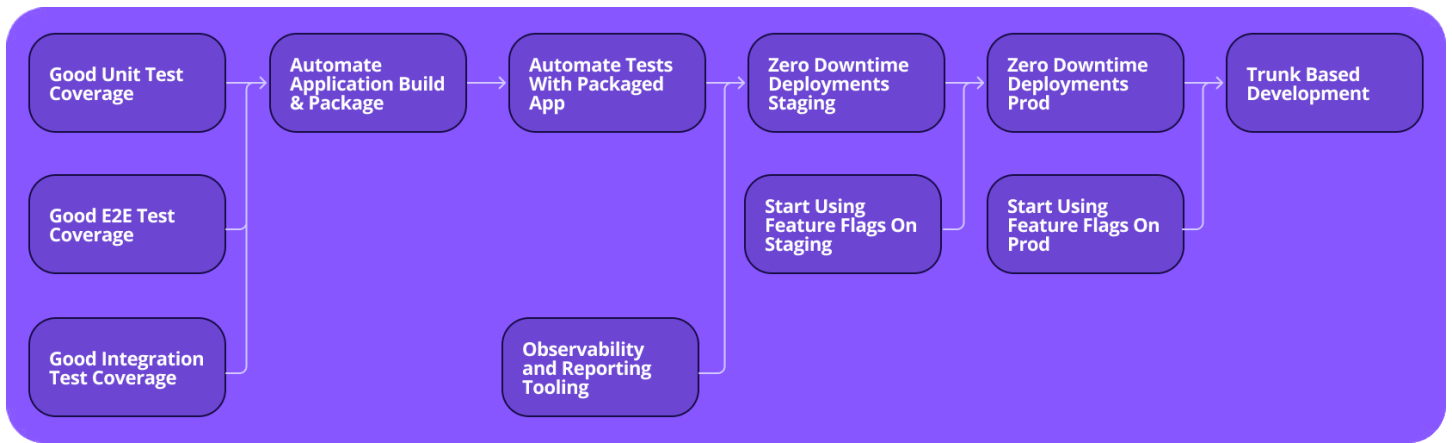 Good Unit Test
Coverage
Automate
Application Build
& Package
Automate Tests
With Packaged
App
Zero Downtime
Deployments
Staging
Zero Downtime
Deployments
Prod
Trunk Based
Development
Good E2E Test
Coverage
Start Using
Feature Flags On
Staging
Start Using
Feature Flags On
Prod
Good Integration
Test Coverage
Observability
and Reporting
Tooling